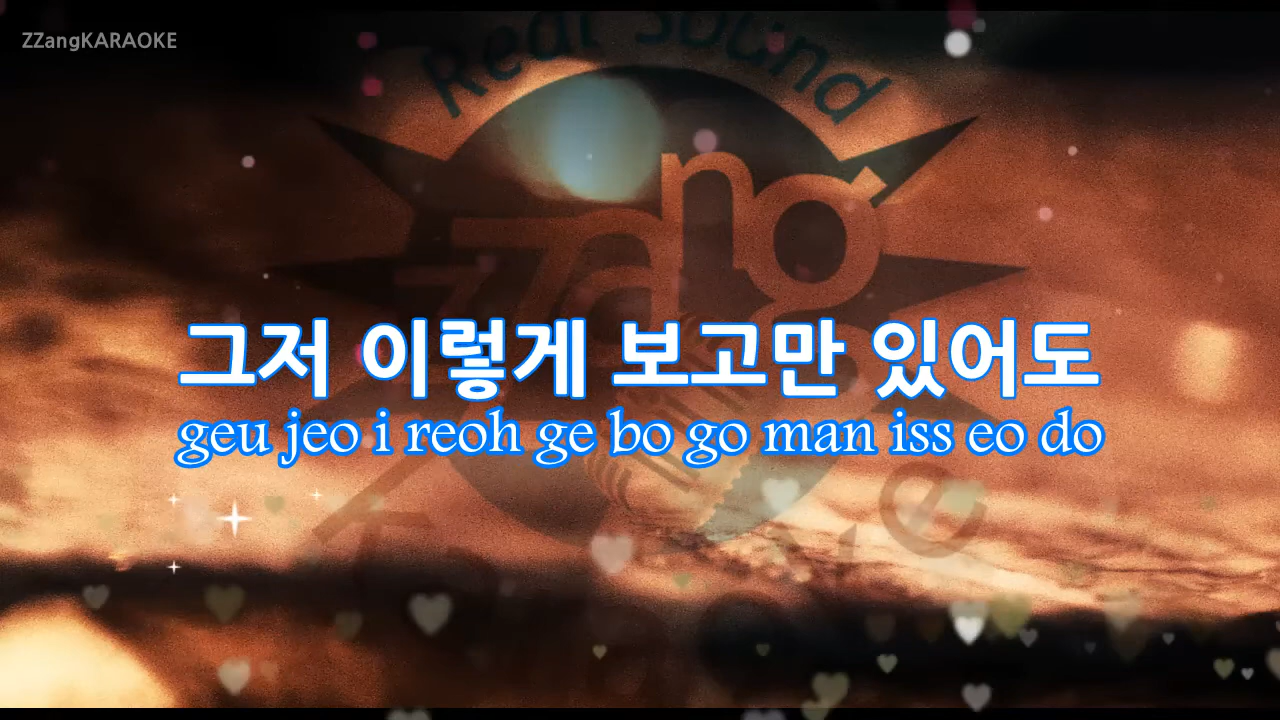 ZZangKARAOKE
Real Sound
ZZang
그저 이렇게 보고만 있어도
geu jeo i reoh ge bo go man iss eo do